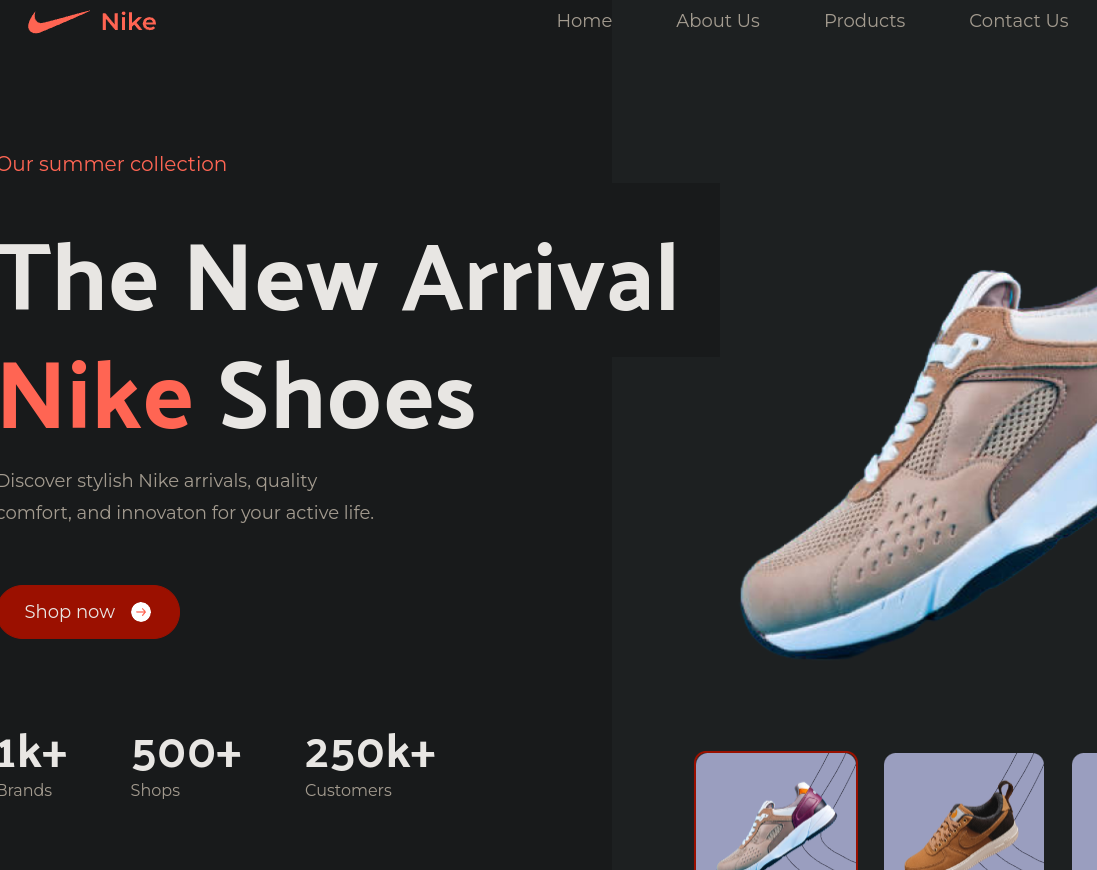 Nike
Home
About Us
Products
Contact Us
Our summer collection
The New Arrival
Nike Shoes
Discover stylish Nike arrivals, quality
comfort, and innovaton for your active life.
Shop now
1k+
500+
250k+
Brands
Shops
Customers